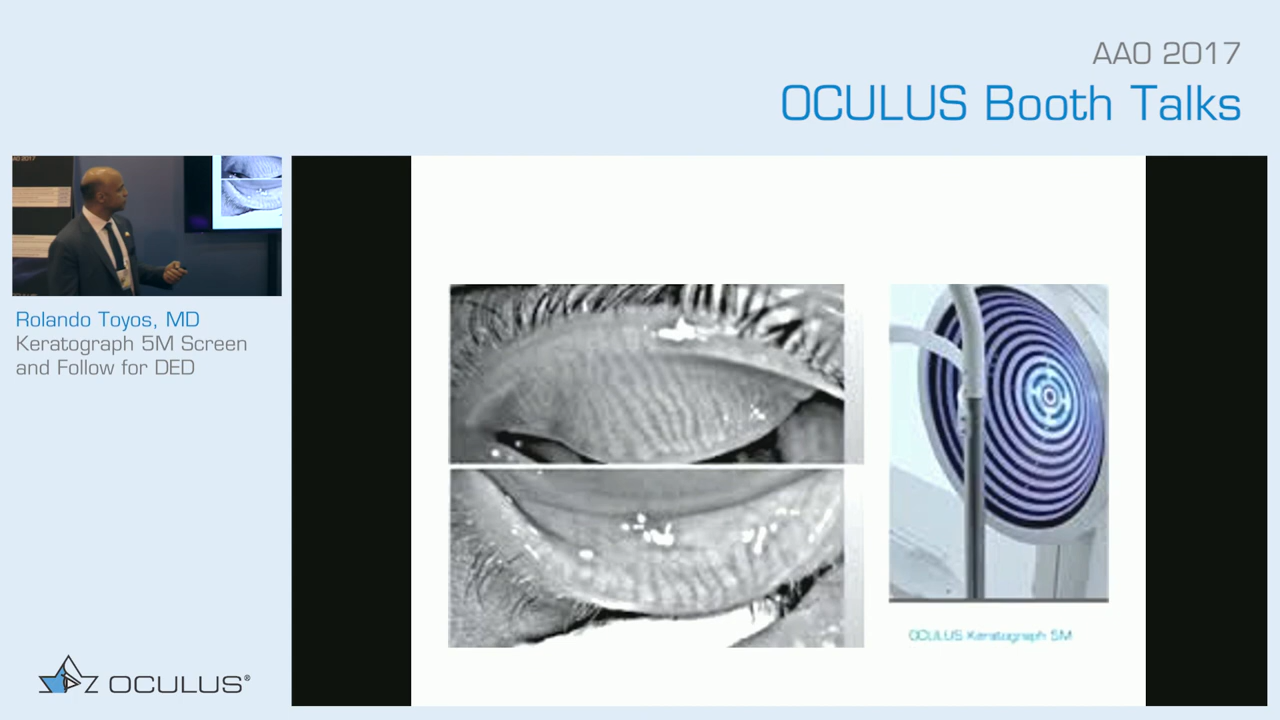 AAO 2017
OCULUS Booth Talks
Rolando Toyos, MD
Keratograph 5M Screen
and Follow for DED
OCULUS Keratograph 5M
OCULUS®